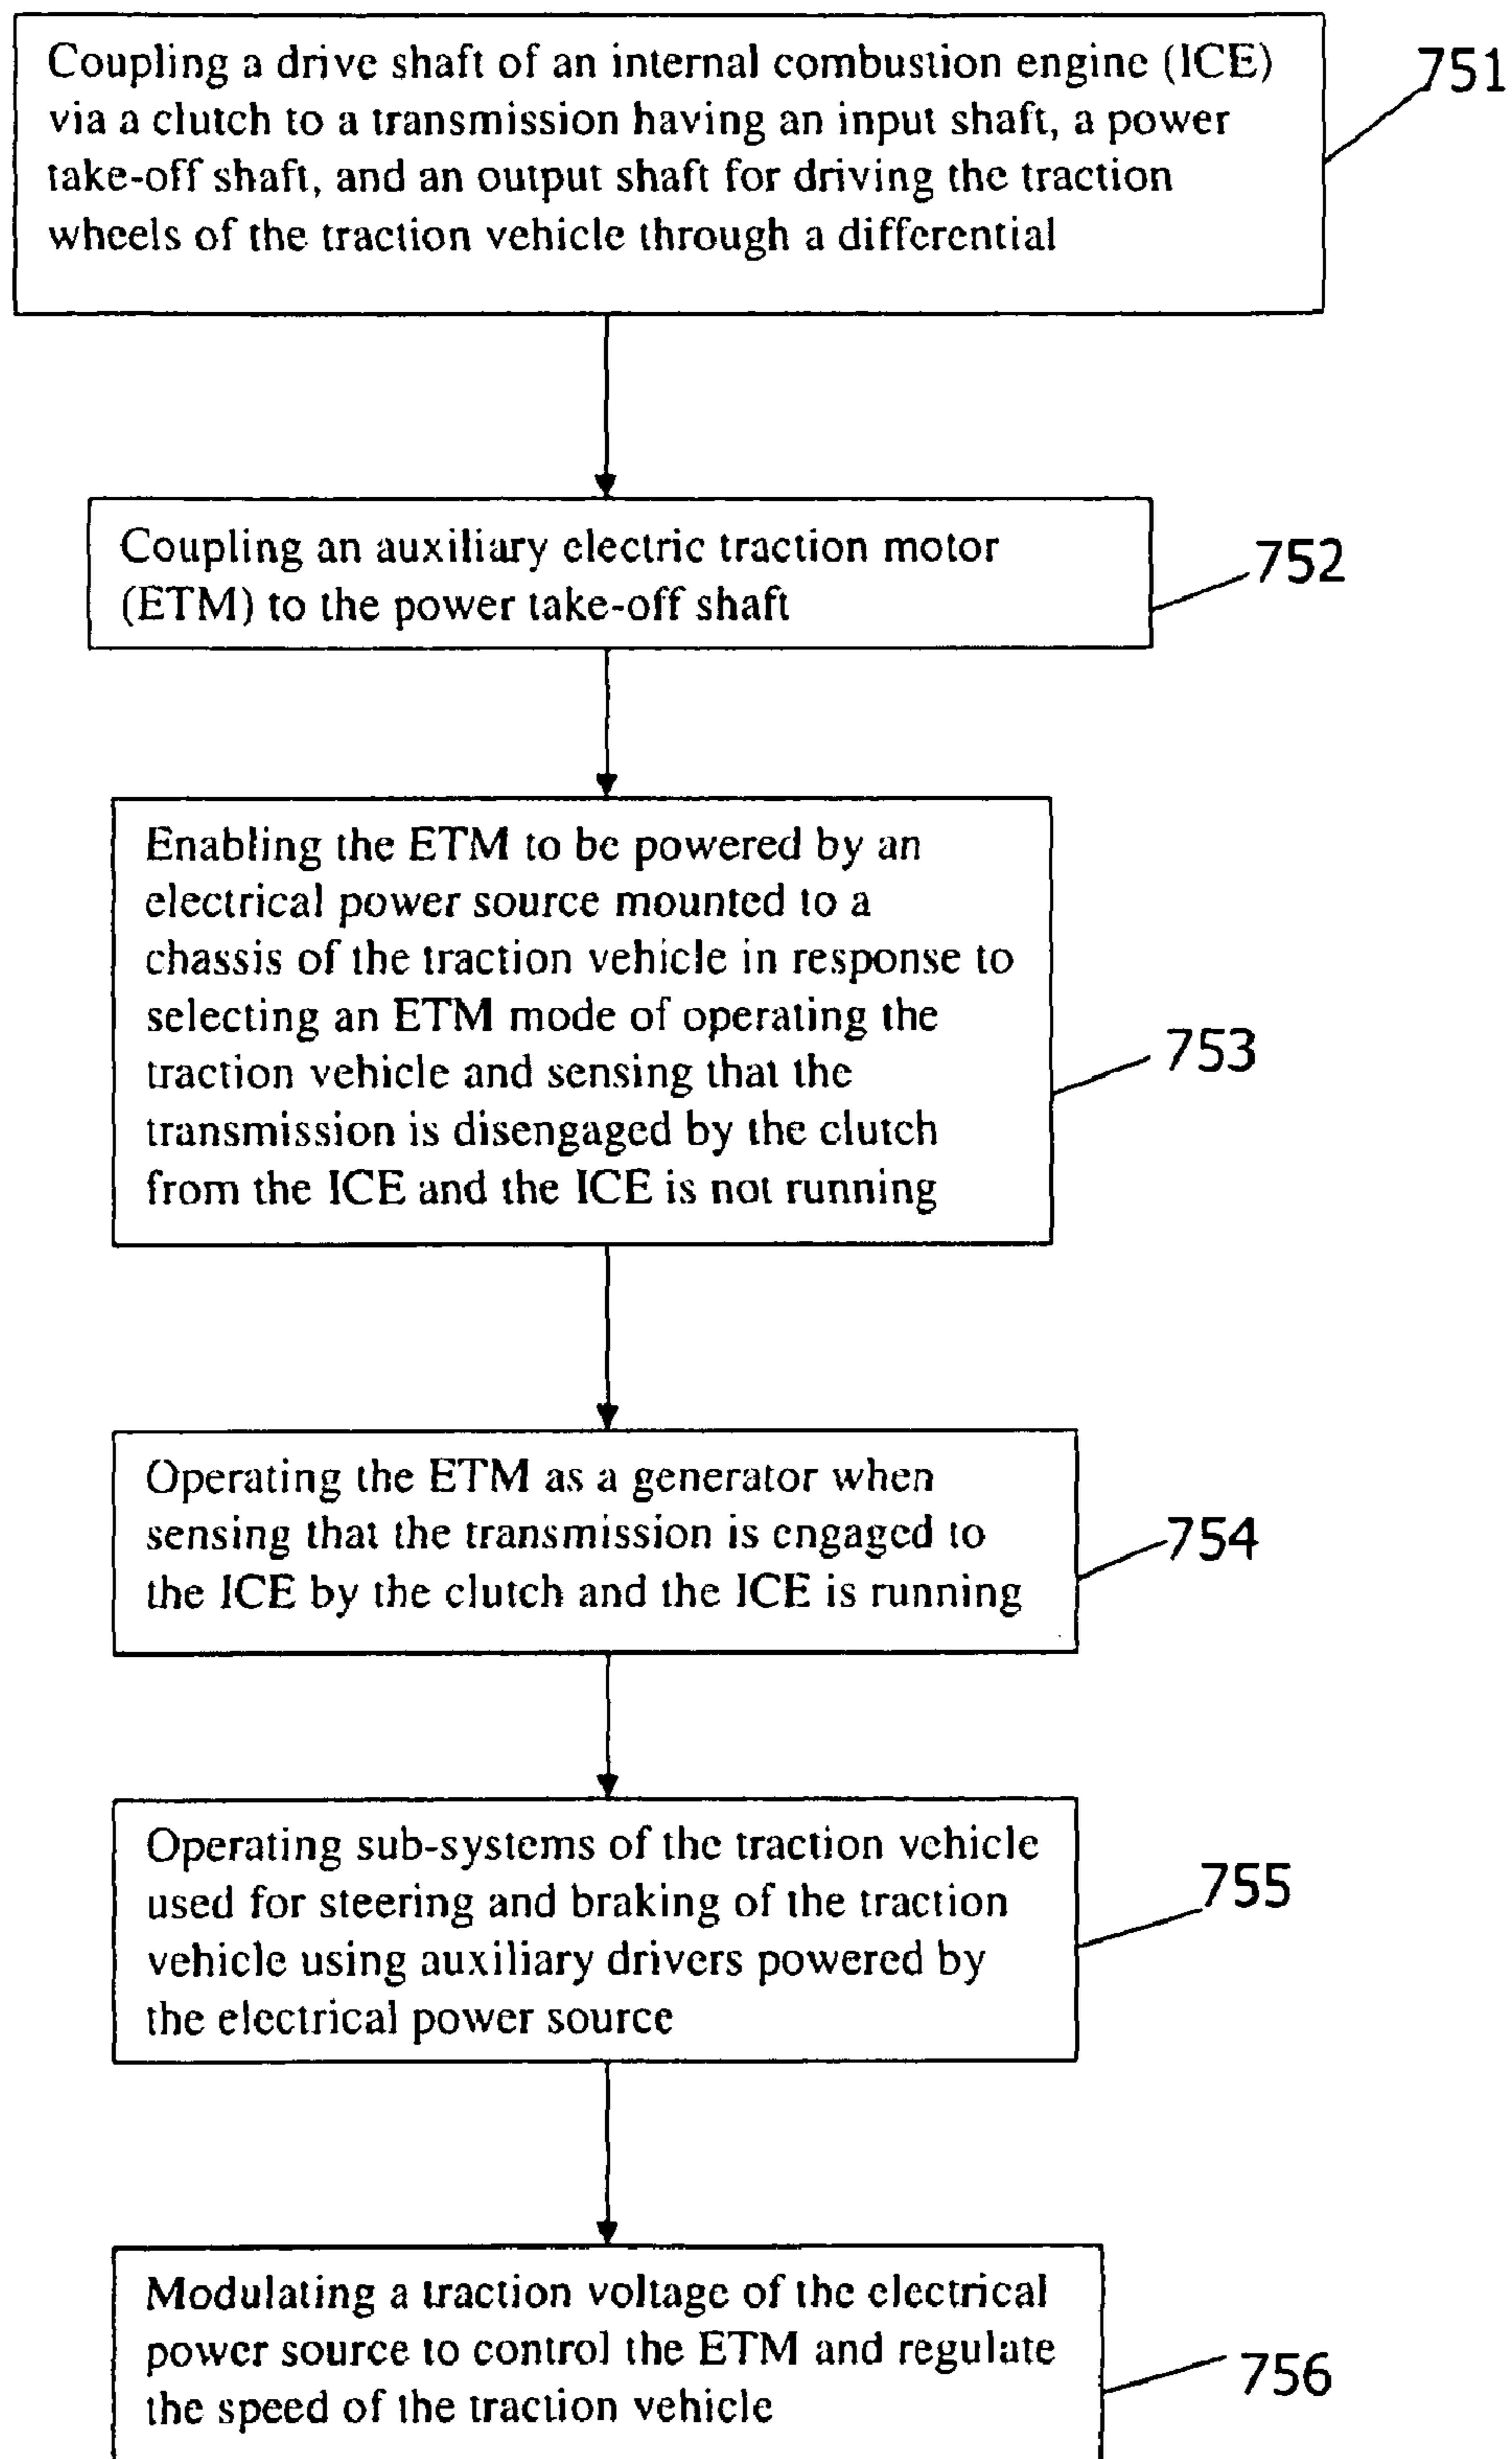 Coupling a drive shaft of an internal combustion engine (ICE)
via a clutch to a transmission having an input shaft, a power
take-off shaft, and an output shaft for driving the traction
wheels of the traction vehicle through a differential
751
Coupling an auxiliary electric traction motor
(ETM) to the power take-off shaft
752
Enabling the ETM to be powered by an
electrical power source mounted to a
chassis of the traction vehicle in response to
selecting an ETM mode of operating the
traction vehicle and sensing that the
transmission is disengaged by the clutch
from the ICE and the ICE is not running
753
Operating the ETM as a generator when
sensing that the transmission is engaged to
the ICE by the clutch and the ICE is running
754
Operating sub-systems of the traction vehicle
used for steering and braking of the traction
vehicle using auxiliary drivers powered by
the electrical power source
755
Modulating a traction voltage of the electrical
power source to control the ETM and regulate
the speed of the traction vehicle
756